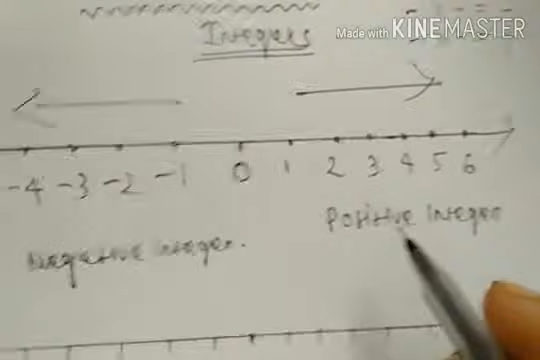 Made with KINEMASTER
Integers
-4 -3 -2 -1 0 1 2 3 4 5 6
Positive Integer
Negative integer.